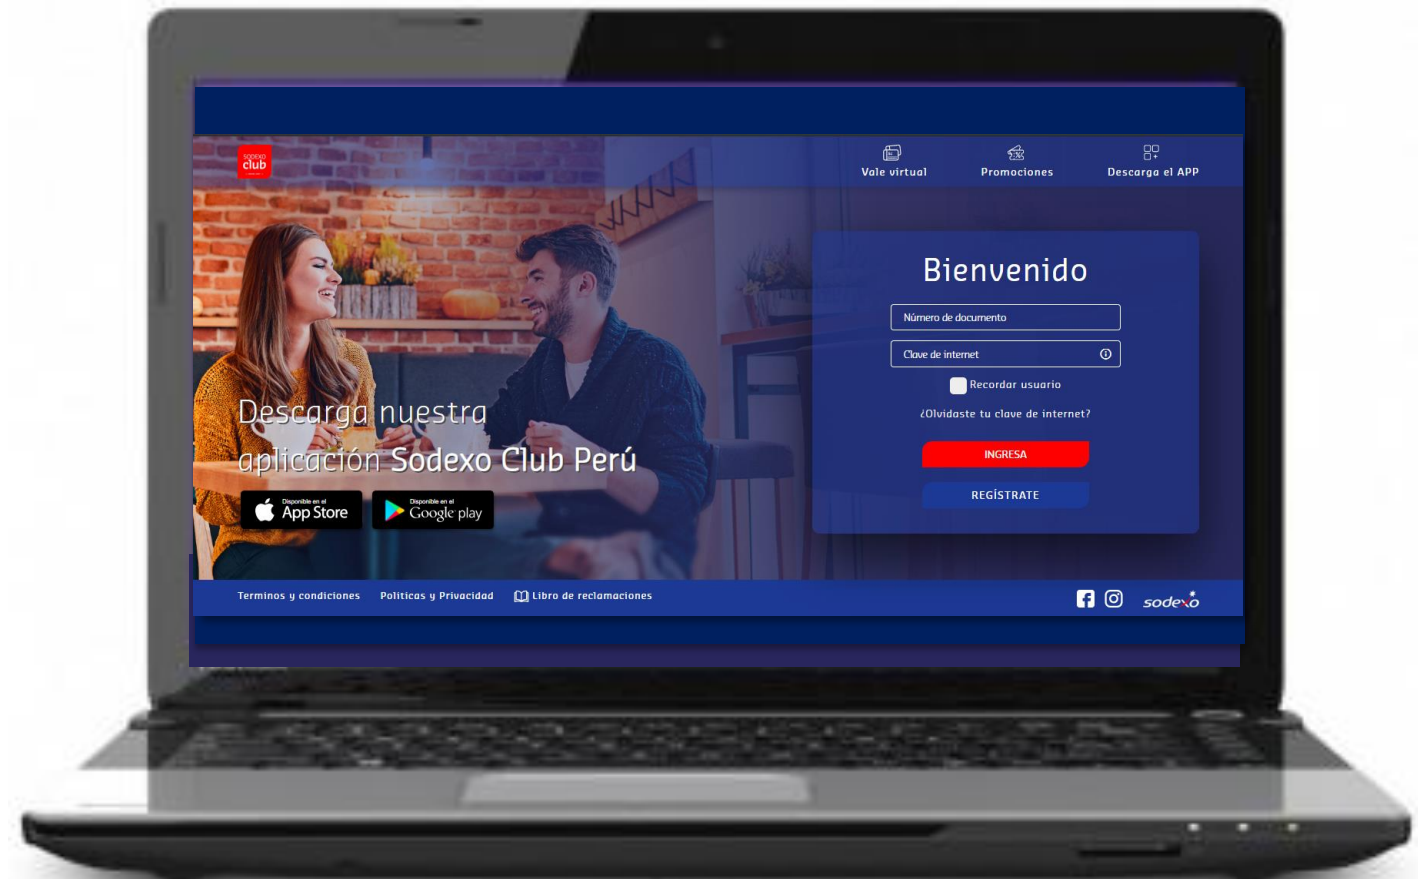 SODEXO
club
Vale virtual
Promociones
Descarga el APP
Bienvenido
Número de documento
Clave de internet
Recordar usuario
¿Olvidaste tu clave de internet?
INGRESA
REGÍSTRATE
Descarga nuestra
aplicación Sodexo Club Perú
Disponible en el
App Store
Disponible en el
Google play
Terminos y condiciones
Politicas y Privacidad
Libro de reclamaciones
sodexo